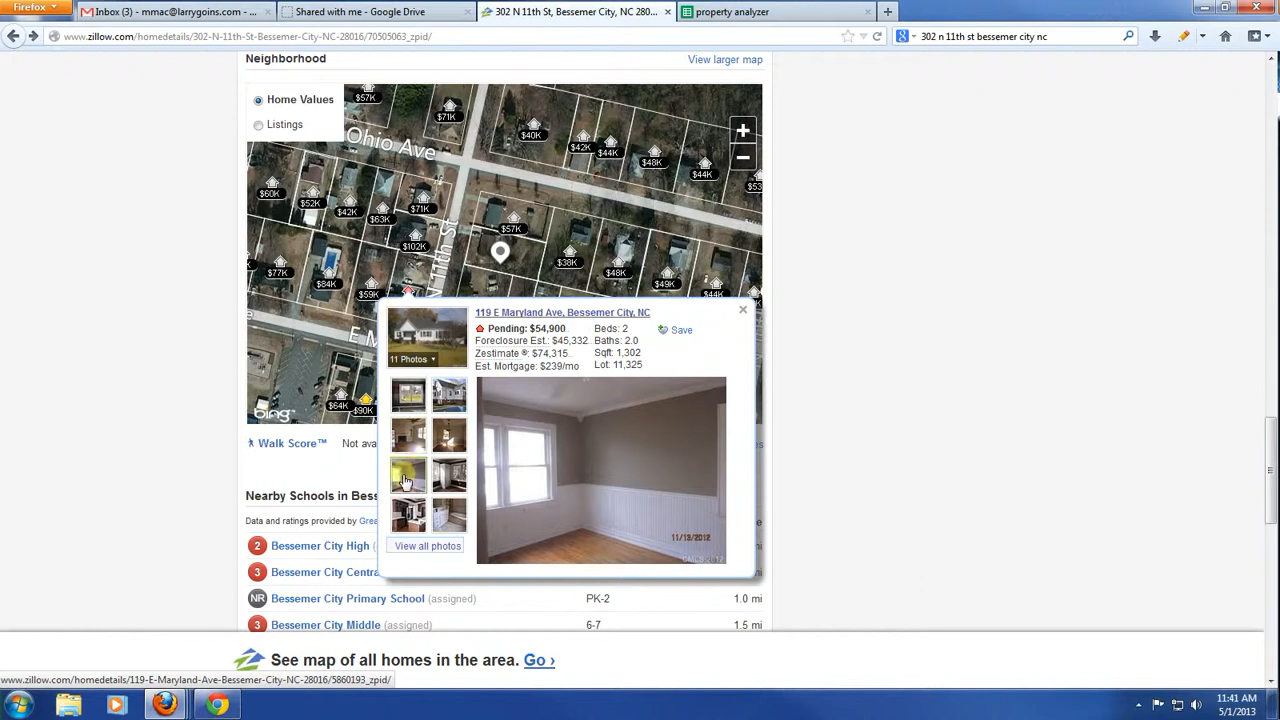 Firefox
Inbox (3) - mmac@larrygoins.com - ...
Shared with me - Google Drive
302 N 11th St, Bessemer City, NC 280...
property analyzer
www.zillow.com/homedetails/302-N-11th-St-Bessemer-City-NC-28016/70505063_zpid/
302 n 11th st bessemer city nc
Neighborhood
View larger map
Home Values
Listings
Ohio Ave
N 11th St
E M
$57K
$71K
$40K
$42K
$44K
$48K
$44K
$53
$60K
$52K
$42K
$63K
$71K
$57K
$102K
$77K
$84K
$59K
$38K
$48K
$49K
$44K
$64K
$90K
bing
119 E Maryland Ave, Bessemer City, NC
Pending: $54,900
Beds: 2
Save
Foreclosure Est.: $45,332
Baths: 2.0
Zestimate ®: $74,315
Sqft: 1,302
Est. Mortgage: $239/mo
Lot: 11,325
11 Photos
11/13/2012
View all photos
Walk Score™
Not ava
Nearby Schools in Bess
Data and ratings provided by Grea
2 Bessemer City High (
3 Bessemer City Centra
NR Bessemer City Primary School (assigned) PK-2 1.0 mi
3 Bessemer City Middle (assigned) 6-7 1.5 mi
See map of all homes in the area. Go ›
www.zillow.com/homedetails/119-E-Maryland-Ave-Bessemer-City-NC-28016/5860193_zpid/
11:41 AM
5/1/2013